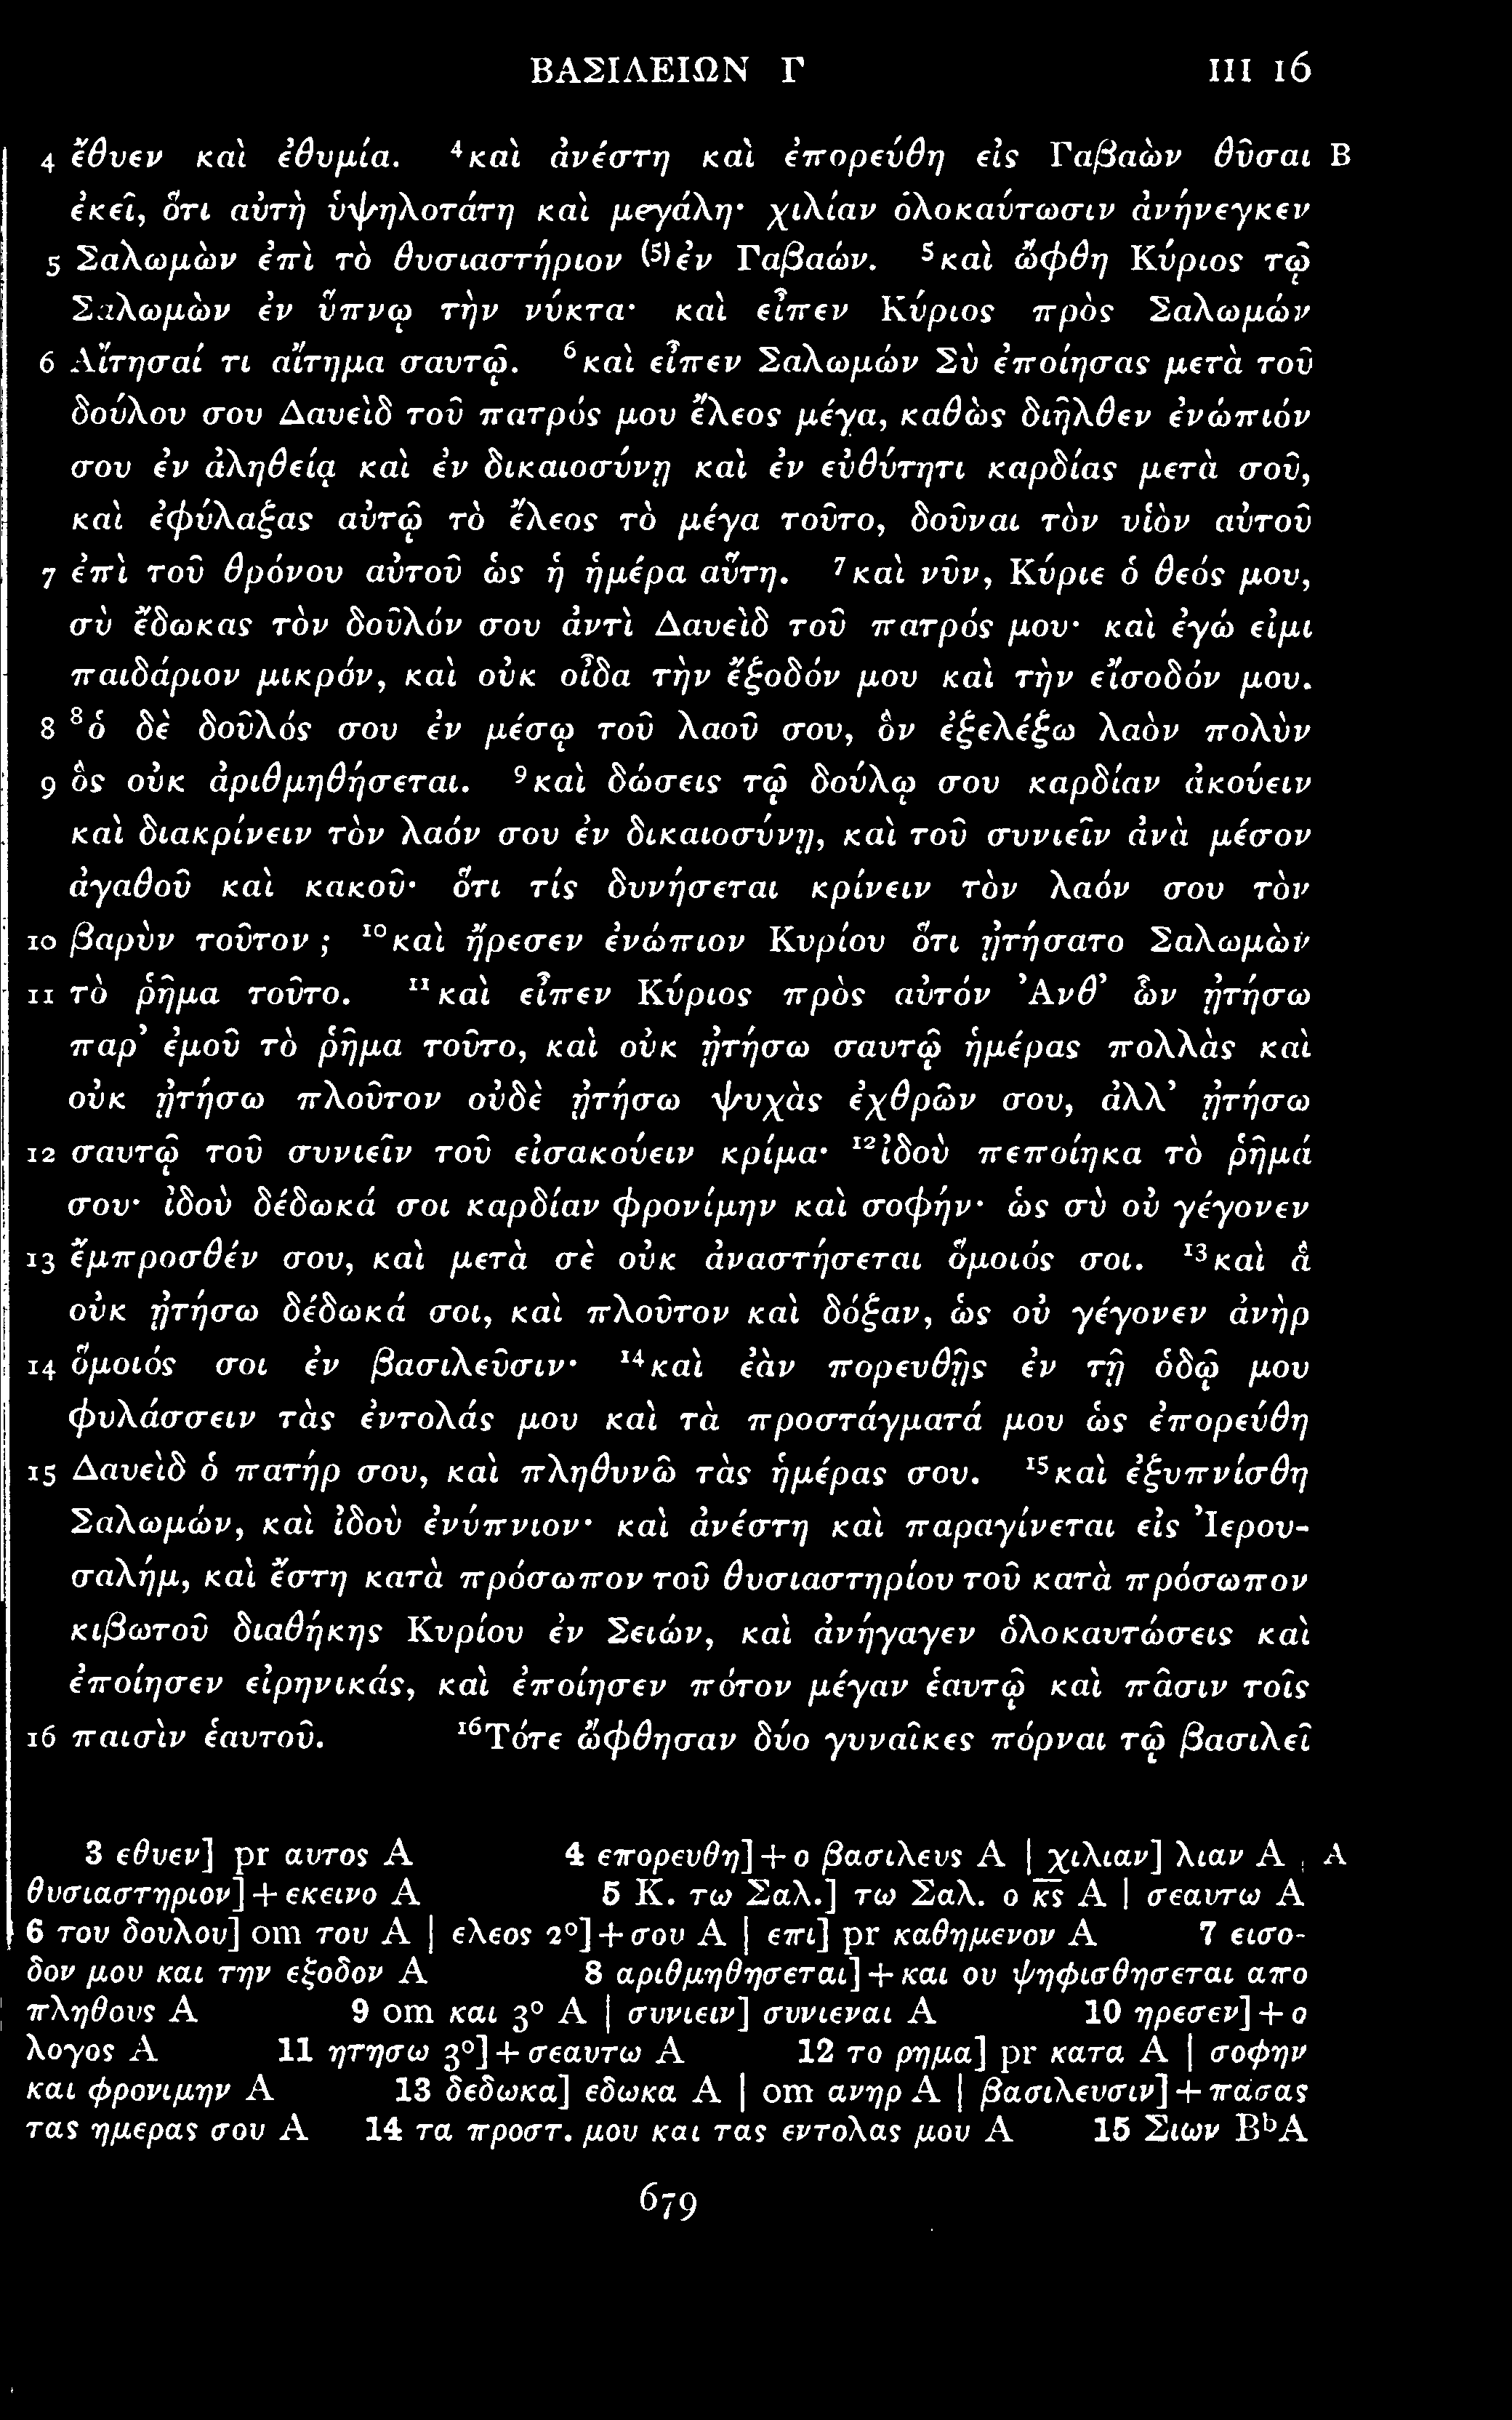 ΒΑΣΙΛΕΙΩΝ Γ III 16
4 ἔθυεν καὶ ἐθυμία. ⁴καὶ ἀνέστη καὶ ἐπορεύθη εἰς Γαβαὼν θῦσαι B
ἐκεῖ, ὅτι αὐτὴ ὑψηλοτάτη καὶ μεγάλη· χιλίαν ὁλοκαύτωσιν ἀνήνεγκεν
5 Σαλωμὼν ἐπὶ τὸ θυσιαστήριον ⁽⁵⁾ἐν Γαβαών. ⁵καὶ ὤφθη Κύριος τῷ
Σαλωμὼν ἐν ὕπνῳ τὴν νύκτα· καὶ εἶπεν Κύριος πρὸς Σαλωμών
6 Αἴτησαί τι αἴτημα σαυτῷ. ⁶καὶ εἶπεν Σαλωμών Σὺ ἐποίησας μετὰ τοῦ
δούλου σου Δαυεὶδ τοῦ πατρός μου ἔλεος μέγα, καθὼς διῆλθεν ἐνώπιόν
σου ἐν ἀληθείᾳ καὶ ἐν δικαιοσύνῃ καὶ ἐν εὐθύτητι καρδίας μετὰ σοῦ,
καὶ ἐφύλαξας αὐτῷ τὸ ἔλεος τὸ μέγα τοῦτο, δοῦναι τὸν υἱὸν αὐτοῦ
7 ἐπὶ τοῦ θρόνου αὐτοῦ ὡς ἡ ἡμέρα αὕτη. ⁷καὶ νῦν, Κύριε ὁ θεός μου,
σὺ ἔδωκας τὸν δοῦλόν σου ἀντὶ Δαυεὶδ τοῦ πατρός μου· καὶ ἐγώ εἰμι
παιδάριον μικρόν, καὶ οὐκ οἶδα τὴν ἔξοδόν μου καὶ τὴν εἴσοδόν μου.
8 ⁸ὁ δὲ δοῦλός σου ἐν μέσῳ τοῦ λαοῦ σου, ὃν ἐξελέξω λαὸν πολὺν
9 ὃς οὐκ ἀριθμηθήσεται. ⁹καὶ δώσεις τῷ δούλῳ σου καρδίαν ἀκούειν
καὶ διακρίνειν τὸν λαόν σου ἐν δικαιοσύνῃ, καὶ τοῦ συνιεῖν ἀνὰ μέσον
ἀγαθοῦ καὶ κακοῦ· ὅτι τίς δυνήσεται κρίνειν τὸν λαόν σου τὸν
10 βαρὺν τοῦτον; ¹⁰καὶ ἤρεσεν ἐνώπιον Κυρίου ὅτι ᾐτήσατο Σαλωμὼν
11 τὸ ῥῆμα τοῦτο. ¹¹καὶ εἶπεν Κύριος πρὸς αὐτόν Ἀνθ’ ὧν ᾐτήσω
παρ’ ἐμοῦ τὸ ῥῆμα τοῦτο, καὶ οὐκ ᾐτήσω σαυτῷ ἡμέρας πολλὰς καὶ
οὐκ ᾐτήσω πλοῦτον οὐδὲ ᾐτήσω ψυχὰς ἐχθρῶν σου, ἀλλ’ ᾐτήσω
12 σαυτῷ τοῦ συνιεῖν τοῦ εἰσακούειν κρίμα· ¹²ἰδοὺ πεποίηκα τὸ ῥῆμά
σου· ἰδοὺ δέδωκά σοι καρδίαν φρονίμην καὶ σοφήν· ὡς σὺ οὐ γέγονεν
13 ἔμπροσθέν σου, καὶ μετὰ σὲ οὐκ ἀναστήσεται ὅμοιός σοι. ¹³καὶ ἃ
οὐκ ᾐτήσω δέδωκά σοι, καὶ πλοῦτον καὶ δόξαν, ὡς οὐ γέγονεν ἀνὴρ
14 ὅμοιός σοι ἐν βασιλεῦσιν· ¹⁴καὶ ἐὰν πορευθῇς ἐν τῇ ὁδῷ μου
φυλάσσειν τὰς ἐντολάς μου καὶ τὰ προστάγματά μου ὡς ἐπορεύθη
15 Δαυεὶδ ὁ πατήρ σου, καὶ πληθυνῶ τὰς ἡμέρας σου. ¹⁵καὶ ἐξυπνίσθη
Σαλωμών, καὶ ἰδοὺ ἐνύπνιον· καὶ ἀνέστη καὶ παραγίνεται εἰς Ἰερου-
σαλήμ, καὶ ἔστη κατὰ πρόσωπον τοῦ θυσιαστηρίου τοῦ κατὰ πρόσωπον
κιβωτοῦ διαθήκης Κυρίου ἐν Σειών, καὶ ἀνήγαγεν ὁλοκαυτώσεις καὶ
ἐποίησεν εἰρηνικάς, καὶ ἐποίησεν πότον μέγαν ἑαυτῷ καὶ πᾶσιν τοῖς
16 παισὶν ἑαυτοῦ. ¹⁶Τότε ὤφθησαν δύο γυναῖκες πόρναι τῷ βασιλεῖ
3 εθυεν] pr αυτος A 4 επορευθη]+ο βασιλευς A | χιλιαν] λιαν A | A
θυσιαστηριον]+εκεινο A 5 Κ. τω Σαλ.] τω Σαλ. ο κ̅ς̅ A | σεαυτω A
6 του δουλου] om του A | ελεος 2°]+σου A | επι] pr καθημενον A 7 εισο-
δον μου και την εξοδον A 8 αριθμηθησεται]+και ου ψηφισθησεται απο
πληθους A 9 om και 3° A | συνιειν] συνιεναι A 10 ηρεσεν]+ο
λογος A 11 ητησω 3°]+σεαυτω A 12 το ρημα] pr κατα A | σοφην
και φρονιμην A 13 δεδωκα] εδωκα A | om ανηρ A | βασιλευσιν]+πασας
τας ημερας σου A 14 τα προστ. μου και τας εντολας μου A 15 Σιων BᵇA
679